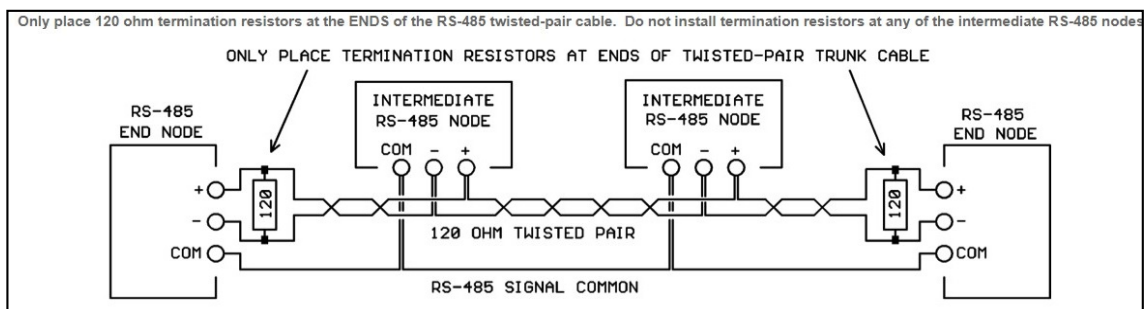 Only place 120 ohm termination resistors at the ENDS of the RS-485 twisted-pair cable. Do not install termination resistors at any of the intermediate RS-485 nodes
ONLY PLACE TERMINATION RESISTORS AT ENDS OF TWISTED-PAIR TRUNK CABLE
RS-485
END NODE
+
-
COM
120
INTERMEDIATE
RS-485 NODE
COM - +
INTERMEDIATE
RS-485 NODE
COM - +
120 OHM TWISTED PAIR
RS-485 SIGNAL COMMON
RS-485
END NODE
120
+
-
COM